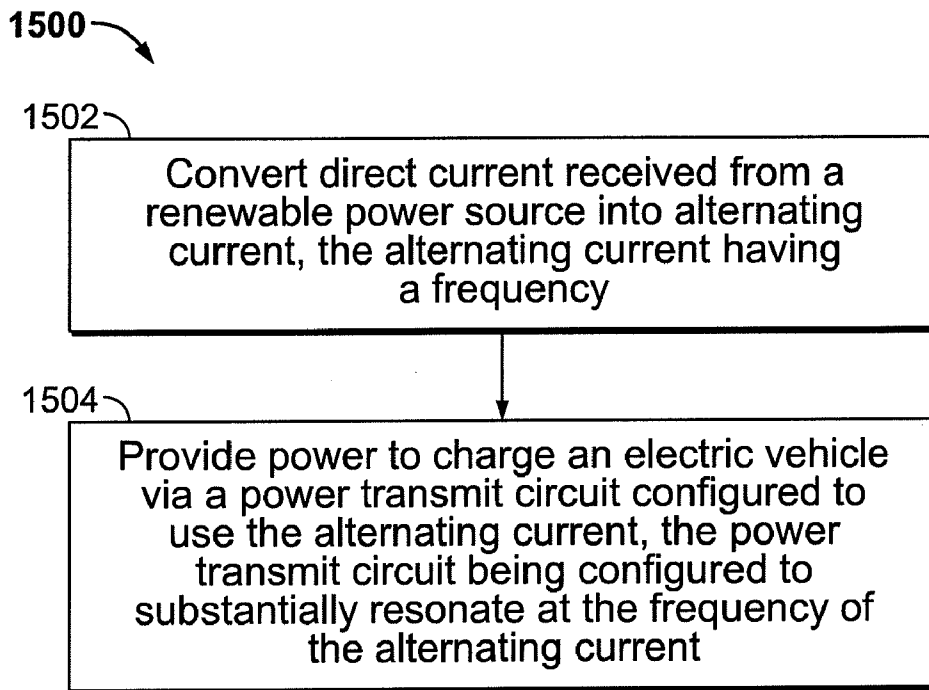 1500
1502
Convert direct current received from a
renewable power source into alternating
current, the alternating current having
a frequency
1504
Provide power to charge an electric vehicle
via a power transmit circuit configured to
use the alternating current, the power
transmit circuit being configured to
substantially resonate at the frequency of
the alternating current